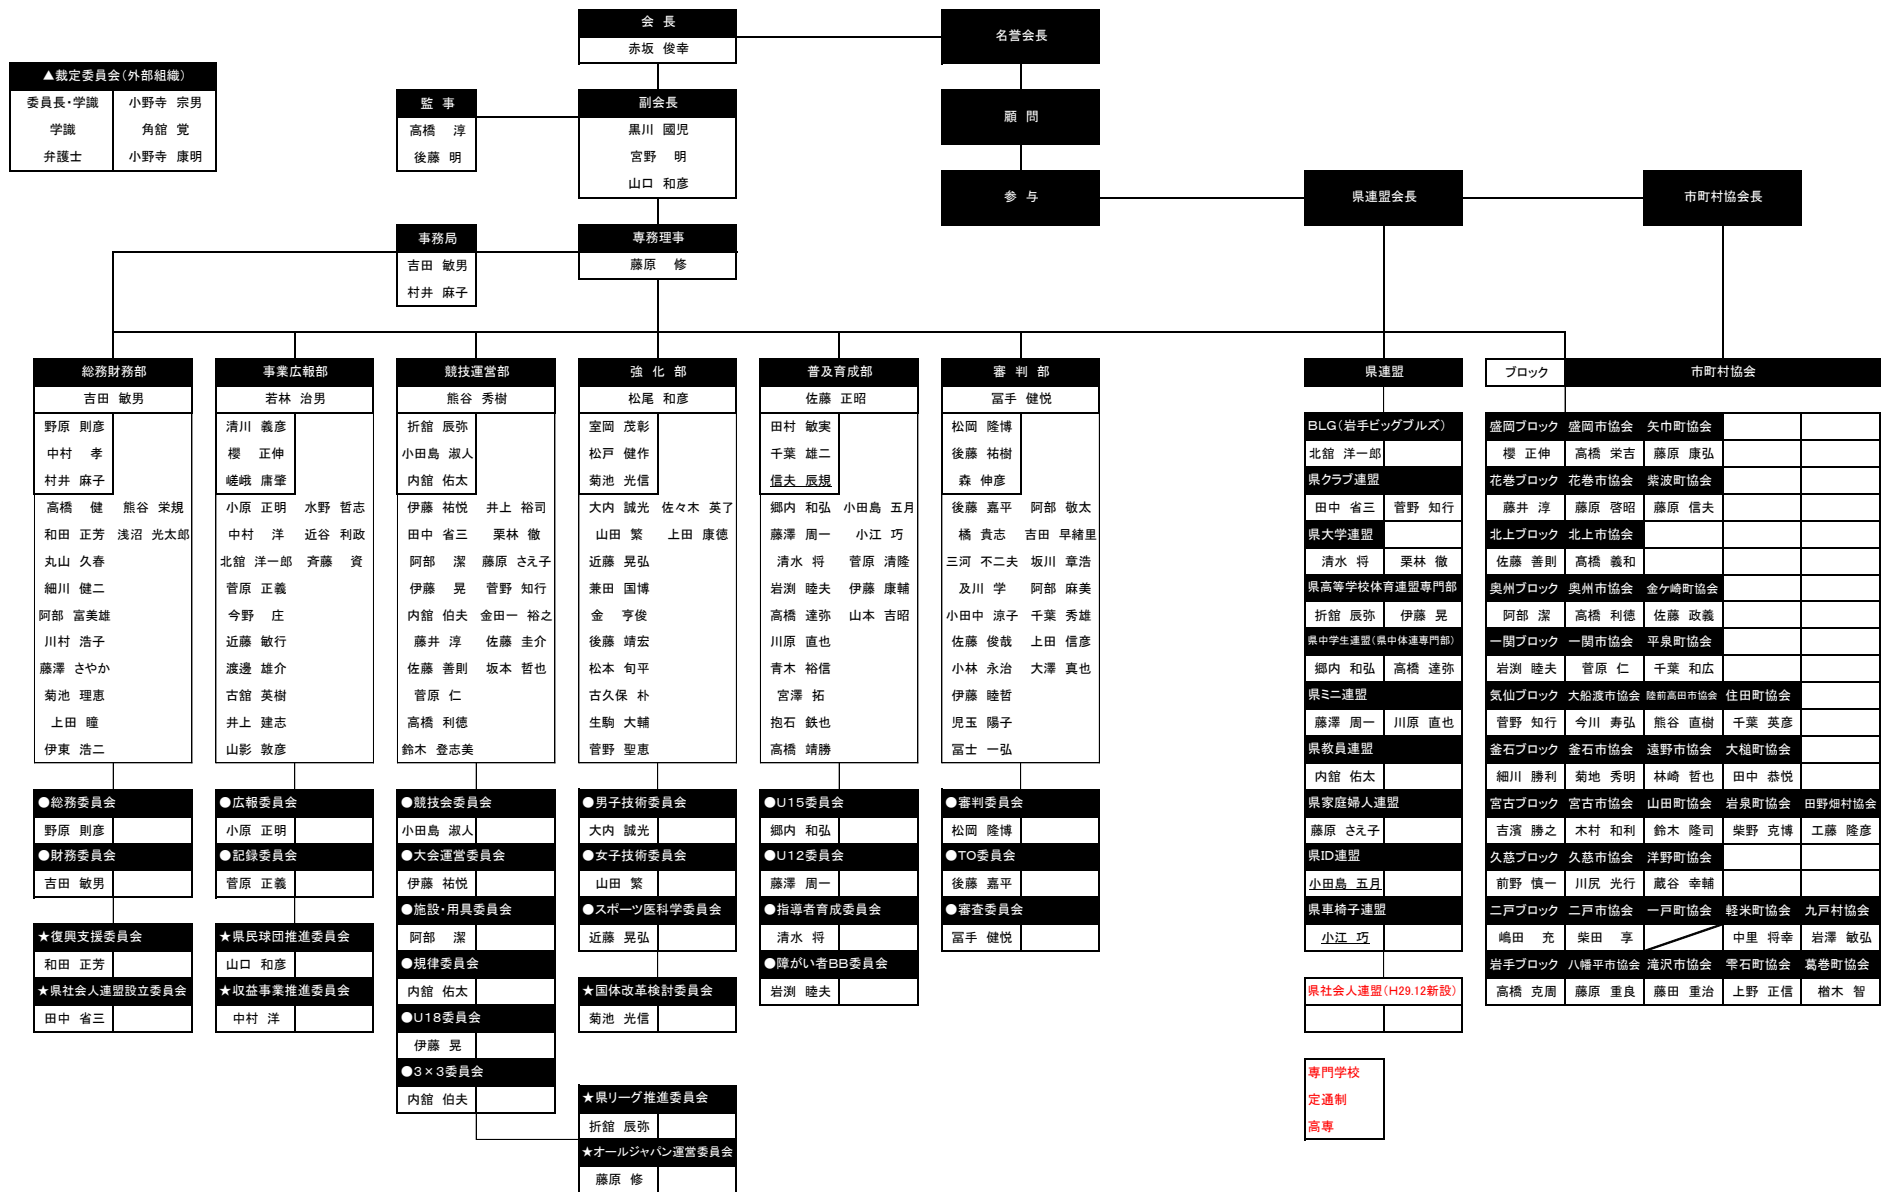 会 長
赤坂 俊幸
名誉会長
▲裁定委員会(外部組織)
委員長・学識 小野寺 宗男
学識 角舘 覚
弁護士 小野寺 康明
監 事
高橋 淳
後藤 明
副会長
黒川 國児
宮野 明
山口 和彦
顧 問
参 与
県連盟会長
市町村協会長
事務局
吉田 敏男
村井 麻子
専務理事
藤原 修
総務財務部
吉田 敏男
野原 則彦
中村 孝
村井 麻子
高橋 健 熊谷 栄規
和田 正芳 浅沼 光太郎
丸山 久春
細川 健二
阿部 富美雄
川村 浩子
藤澤 さやか
菊池 理恵
上田 瞳
伊東 浩二
●総務委員会
野原 則彦
●財務委員会
吉田 敏男
★復興支援委員会
和田 正芳
★県社会人連盟設立委員会
田中 省三
事業広報部
若林 治男
清川 義彦
櫻 正伸
嵯峨 庸肇
小原 正明 水野 哲志
中村 洋 近谷 利政
北舘 洋一郎 斉藤 資
菅原 正義
今野 庄
近藤 敏行
渡邊 雄介
古舘 英樹
井上 建志
山影 敦彦
●広報委員会
小原 正明
●記録委員会
菅原 正義
★県民球団推進委員会
山口 和彦
★収益事業推進委員会
中村 洋
競技運営部
熊谷 秀樹
折舘 辰弥
小田島 淑人
内舘 佑太
伊藤 祐悦 井上 裕司
田中 省三 栗林 徹
阿部 潔 藤原 さえ子
伊藤 晃 菅野 知行
内舘 伯夫 金田一 裕之
藤井 淳 佐藤 圭介
佐藤 善則 坂本 哲也
菅原 仁
高橋 利徳
鈴木 登志美
●競技会委員会
小田島 淑人
●大会運営委員会
伊藤 祐悦
●施設・用具委員会
阿部 潔
●規律委員会
内舘 佑太
●U18委員会
伊藤 晃
●3×3委員会
内舘 伯夫
強 化 部
松尾 和彦
室岡 茂彰
松戸 健作
菊池 光信
大内 誠光 佐々木 英了
山田 繁 上田 康徳
近藤 晃弘
兼田 国博
金 亨俊
後藤 靖宏
松本 旬平
古久保 朴
生駒 大輔
菅野 聖恵
●男子技術委員会
大内 誠光
●女子技術委員会
山田 繁
●スポーツ医科学委員会
近藤 晃弘
★国体改革検討委員会
菊池 光信
★県リーグ推進委員会
折舘 辰弥
★オールジャパン運営委員会
藤原 修
普及育成部
佐藤 正昭
田村 敏実
千葉 雄二
信夫 辰規
郷内 和弘 小田島 五月
藤澤 周一 小江 巧
清水 将 菅原 清隆
岩渕 睦夫 伊藤 康輔
高橋 達弥 山本 吉昭
川原 直也
青木 裕信
宮澤 拓
抱石 鉄也
高橋 靖勝
●U15委員会
郷内 和弘
●U12委員会
藤澤 周一
●指導者育成委員会
清水 将
●障がい者BB委員会
岩渕 睦夫
審 判 部
冨手 健悦
松岡 隆博
後藤 祐樹
森 伸彦
後藤 嘉平 阿部 敬太
橘 貴志 吉田 早緒里
三河 不二夫 坂川 章浩
及川 学 阿部 麻美
小田中 涼子 千葉 秀雄
佐藤 俊哉 上田 信彦
小林 永治 大澤 真也
伊藤 睦哲
児玉 陽子
冨士 一弘
●審判委員会
松岡 隆博
●TO委員会
後藤 嘉平
●審査委員会
冨手 健悦
県連盟
BLG(岩手ビッグブルズ)
北舘 洋一郎
県クラブ連盟
田中 省三 菅野 知行
県大学連盟
清水 将 栗林 徹
県高等学校体育連盟専門部
折舘 辰弥 伊藤 晃
県中学生連盟(県中体連専門部)
郷内 和弘 高橋 達弥
県ミニ連盟
藤澤 周一 川原 直也
県教員連盟
内舘 佑太
県家庭婦人連盟
藤原 さえ子
県ID連盟
小田島 五月
県車椅子連盟
小江 巧
県社会人連盟(H29.12新設)
専門学校
定通制
高専
ブロック 市町村協会
盛岡ブロック 盛岡市協会 矢巾町協会
櫻 正伸 高橋 栄吉 藤原 康弘
花巻ブロック 花巻市協会 紫波町協会
藤井 淳 藤原 啓昭 藤原 信夫
北上ブロック 北上市協会
佐藤 善則 髙橋 義和
奥州ブロック 奥州市協会 金ケ崎町協会
阿部 潔 高橋 利徳 佐藤 政義
一関ブロック 一関市協会 平泉町協会
岩渕 睦夫 菅原 仁 千葉 和広
気仙ブロック 大船渡市協会 陸前高田市協会 住田町協会
菅野 知行 今川 寿弘 熊谷 直樹 千葉 英彦
釜石ブロック 釜石市協会 遠野市協会 大槌町協会
細川 勝利 菊地 秀明 林崎 哲也 田中 恭悦
宮古ブロック 宮古市協会 山田町協会 岩泉町協会 田野畑村協会
吉濱 勝之 木村 和利 鈴木 隆司 柴野 克博 工藤 隆彦
久慈ブロック 久慈市協会 洋野町協会
前野 慎一 川尻 光行 蔵谷 幸輔
二戸ブロック 二戸市協会 一戸町協会 軽米町協会 九戸村協会
嶋田 充 柴田 享 中里 将幸 岩澤 敏弘
岩手ブロック 八幡平市協会 滝沢市協会 雫石町協会 葛巻町協会
高橋 克周 藤原 重良 藤田 重治 上野 正信 楢木 智